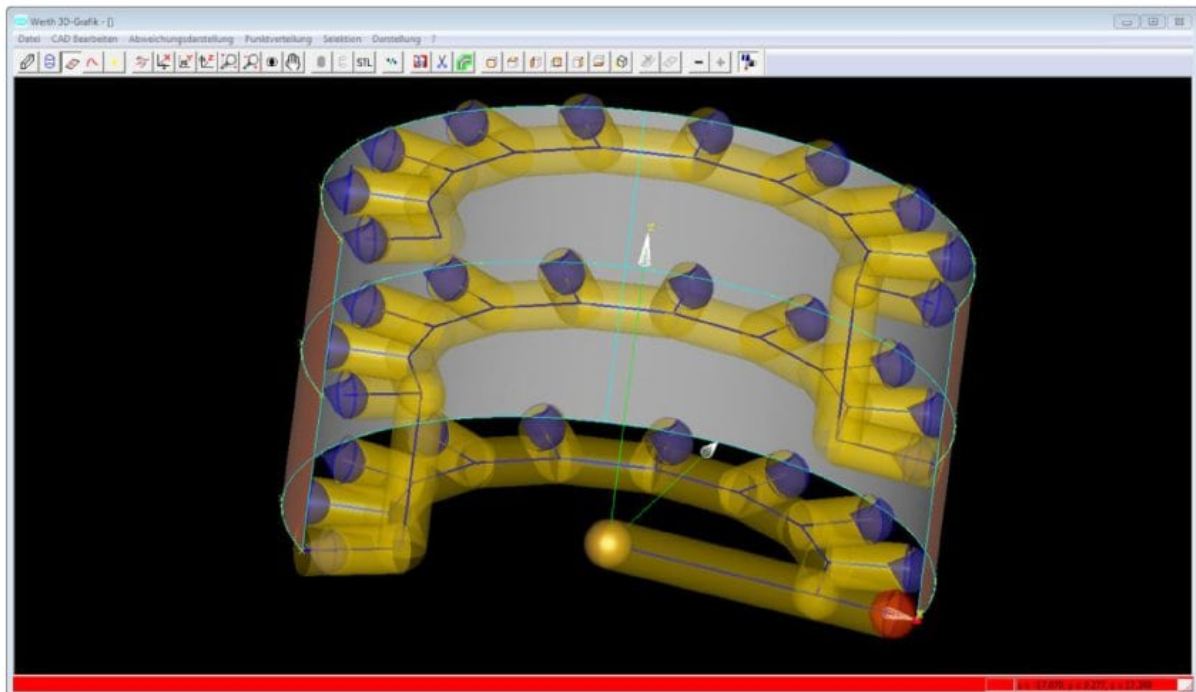 Werth 3D-Grafik - []
Datei CAD Bearbeiten Abweichungsdarstellung Punktverteilung Selektion Darstellung ?
STL